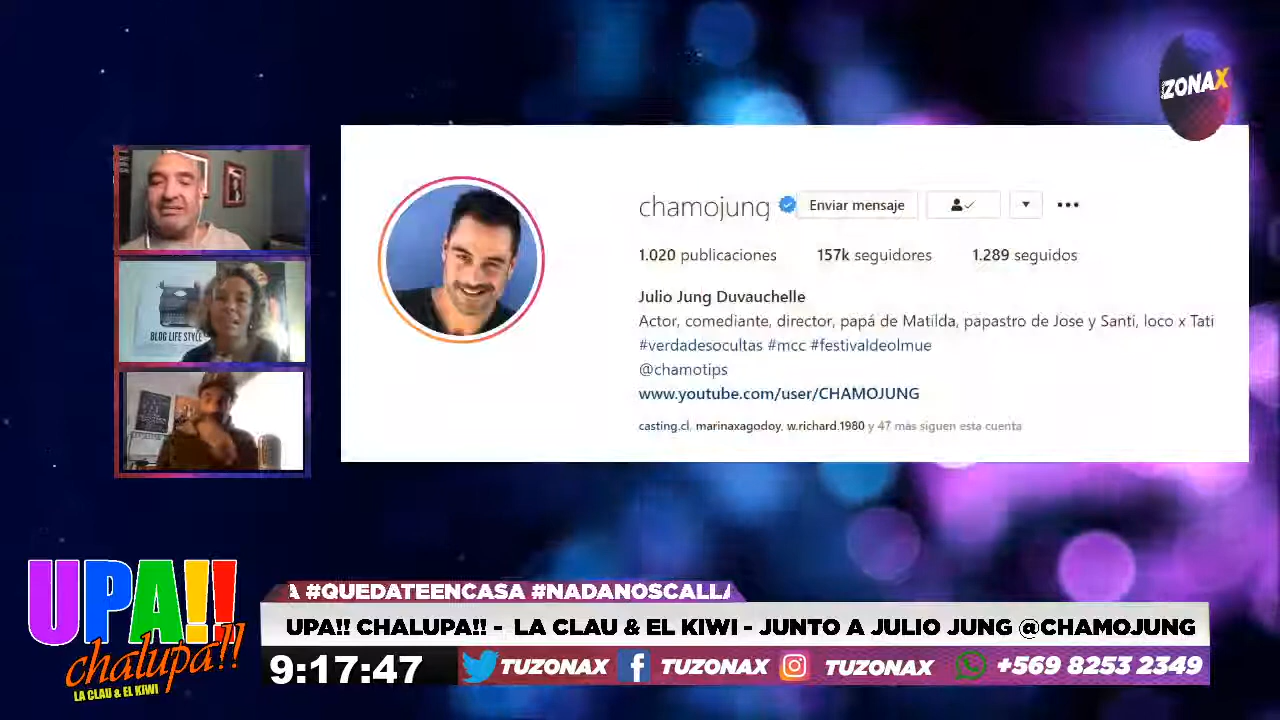 ZONAX
chamojung
Enviar mensaje
1.020 publicaciones
157k seguidores
1.289 seguidos
Julio Jung Duvauchelle
Actor, comediante, director, papá de Matilda, papastro de Jose y Santi, loco x Tati
#verdadesocultas #mcc #festivaldeolmue
@chamotips
www.youtube.com/user/CHAMOJUNG
casting.cl, marinaxagodoy, w.richard.1980 y 47 más siguen esta cuenta
BLOG LIFE STYLE
UPA!!
chalupa!!
LA CLAU & EL KIWI
A #QUEDATEENCASA #NADANOSCALLA
UPA!! CHALUPA!! - LA CLAU & EL KIWI - JUNTO A JULIO JUNG @CHAMOJUNG
9:17:47
TUZONAX
TUZONAX
TUZONAX
+569 8253 2349